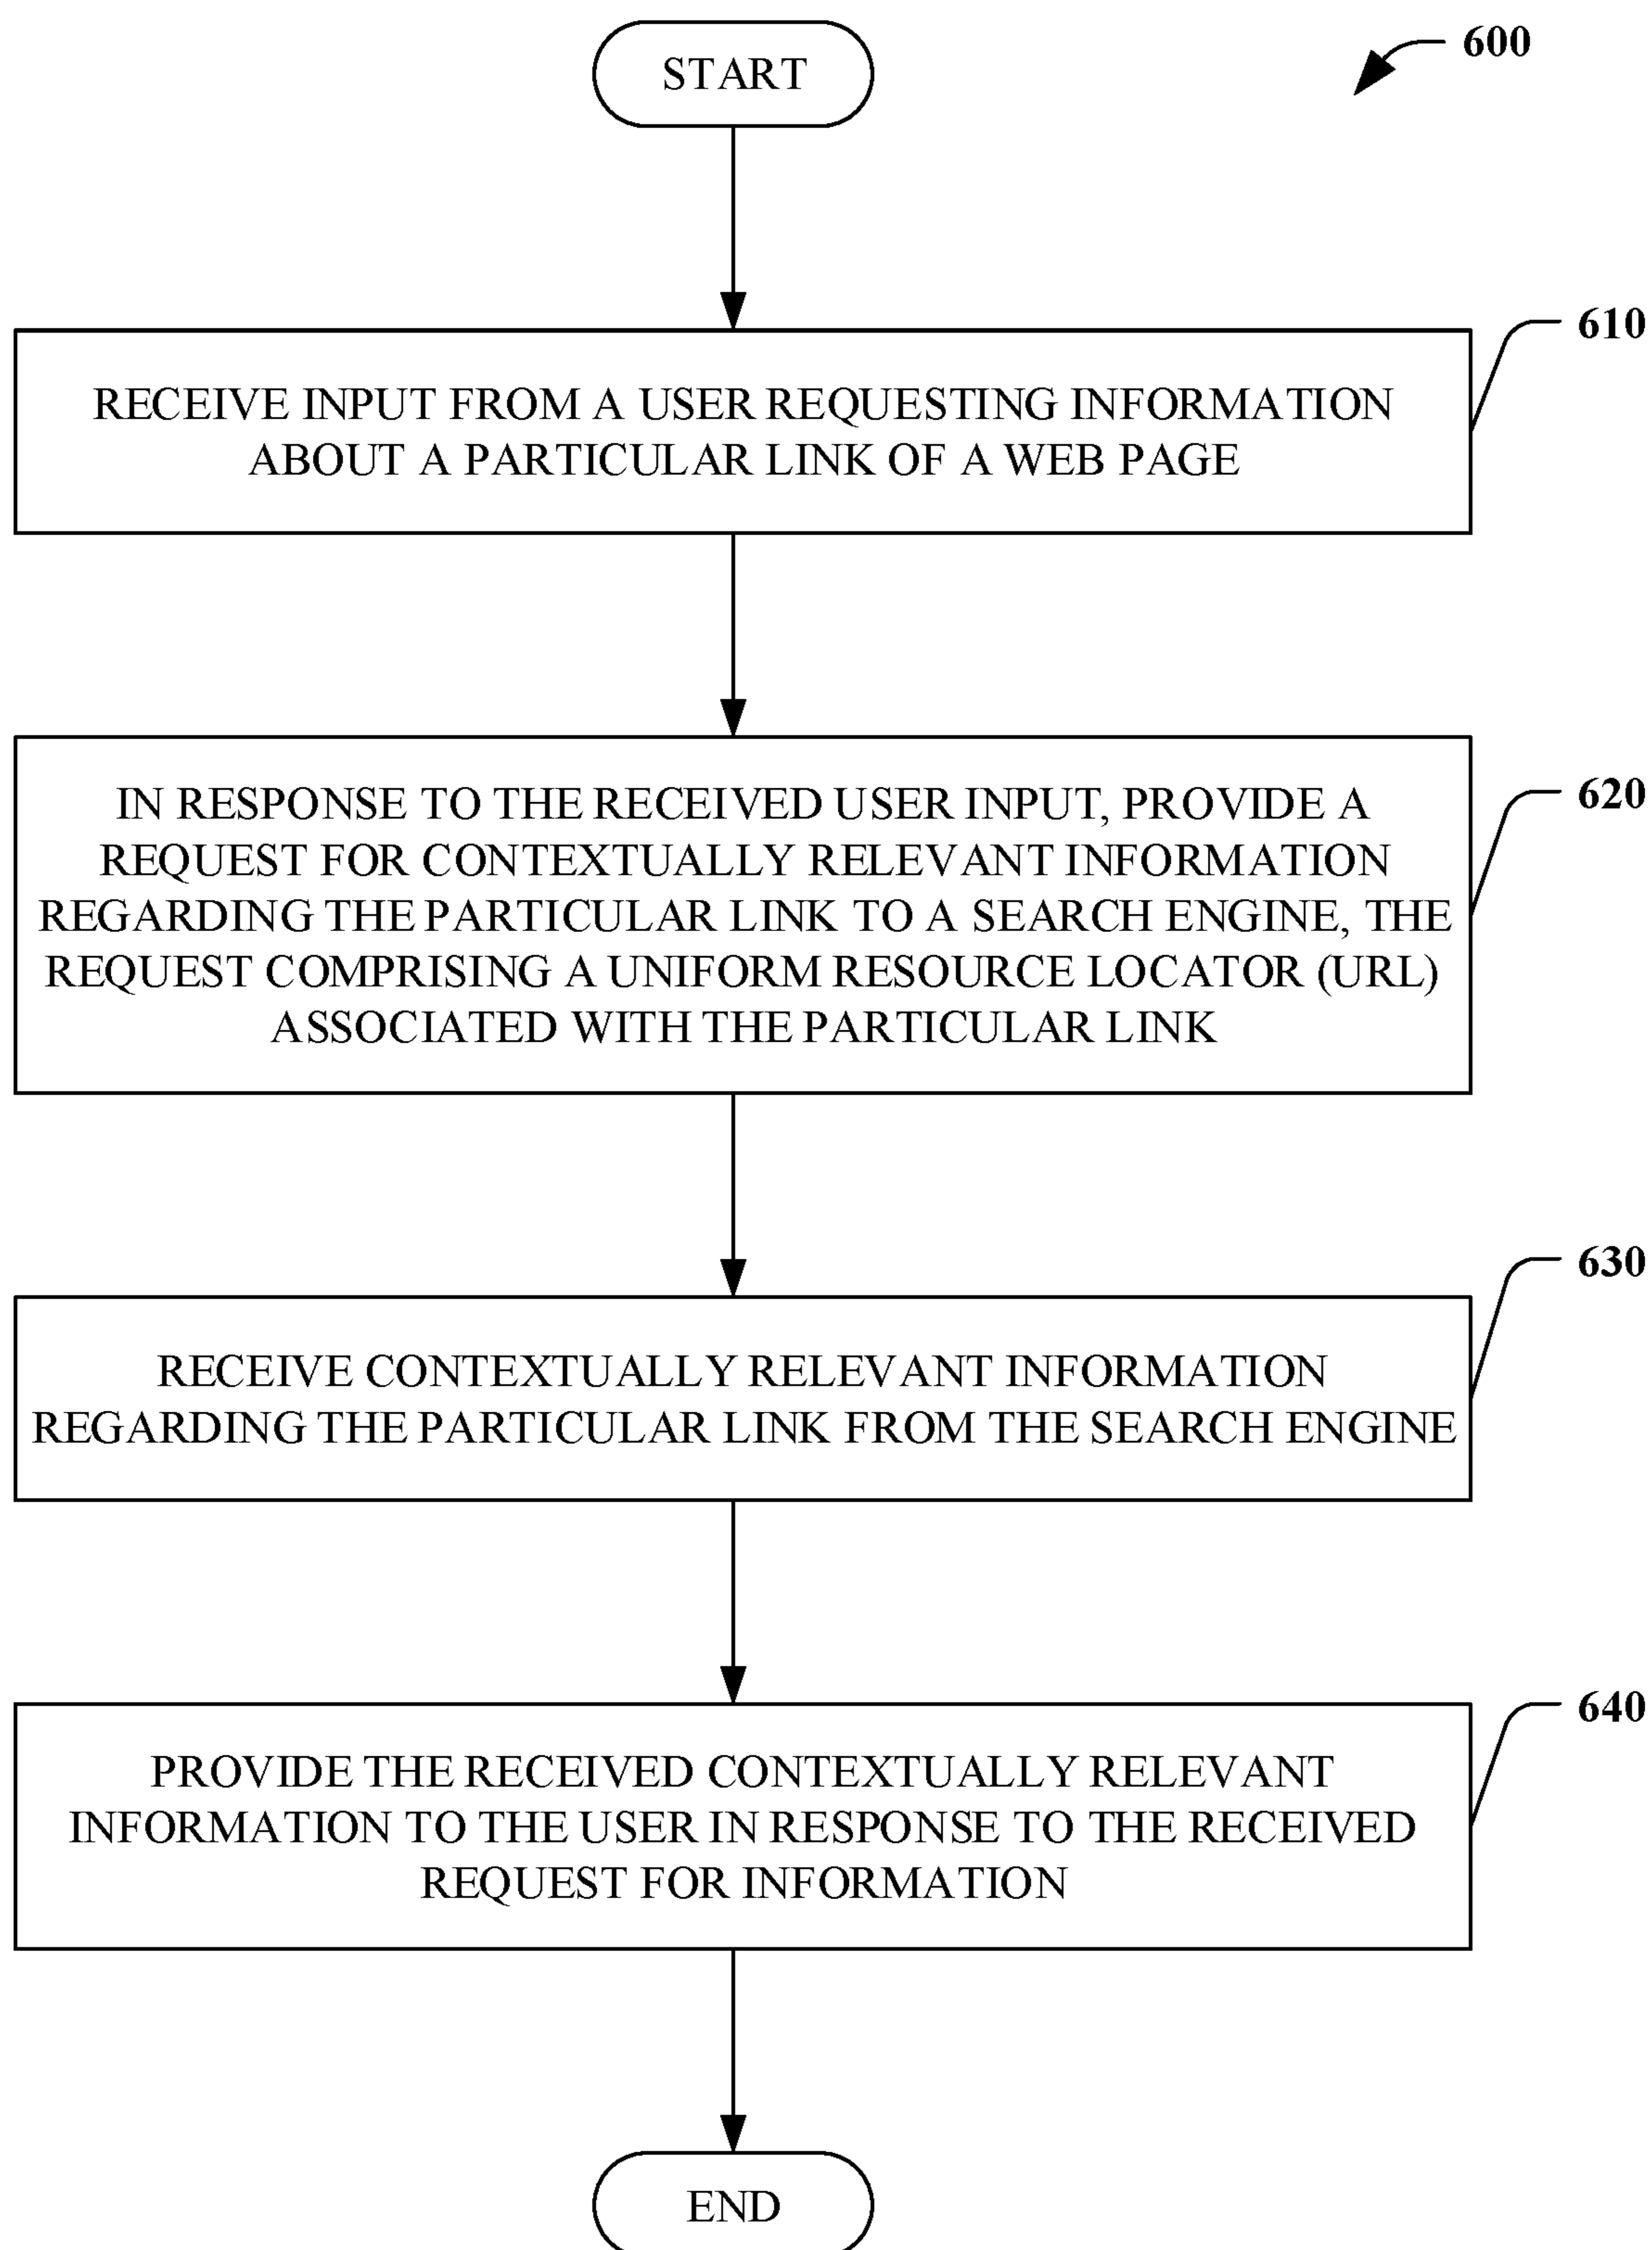 START
600
610
RECEIVE INPUT FROM A USER REQUESTING INFORMATION
ABOUT A PARTICULAR LINK OF A WEB PAGE
620
IN RESPONSE TO THE RECEIVED USER INPUT, PROVIDE A
REQUEST FOR CONTEXTUALLY RELEVANT INFORMATION
REGARDING THE PARTICULAR LINK TO A SEARCH ENGINE, THE
REQUEST COMPRISING A UNIFORM RESOURCE LOCATOR (URL)
ASSOCIATED WITH THE PARTICULAR LINK
630
RECEIVE CONTEXTUALLY RELEVANT INFORMATION
REGARDING THE PARTICULAR LINK FROM THE SEARCH ENGINE
640
PROVIDE THE RECEIVED CONTEXTUALLY RELEVANT
INFORMATION TO THE USER IN RESPONSE TO THE RECEIVED
REQUEST FOR INFORMATION
END